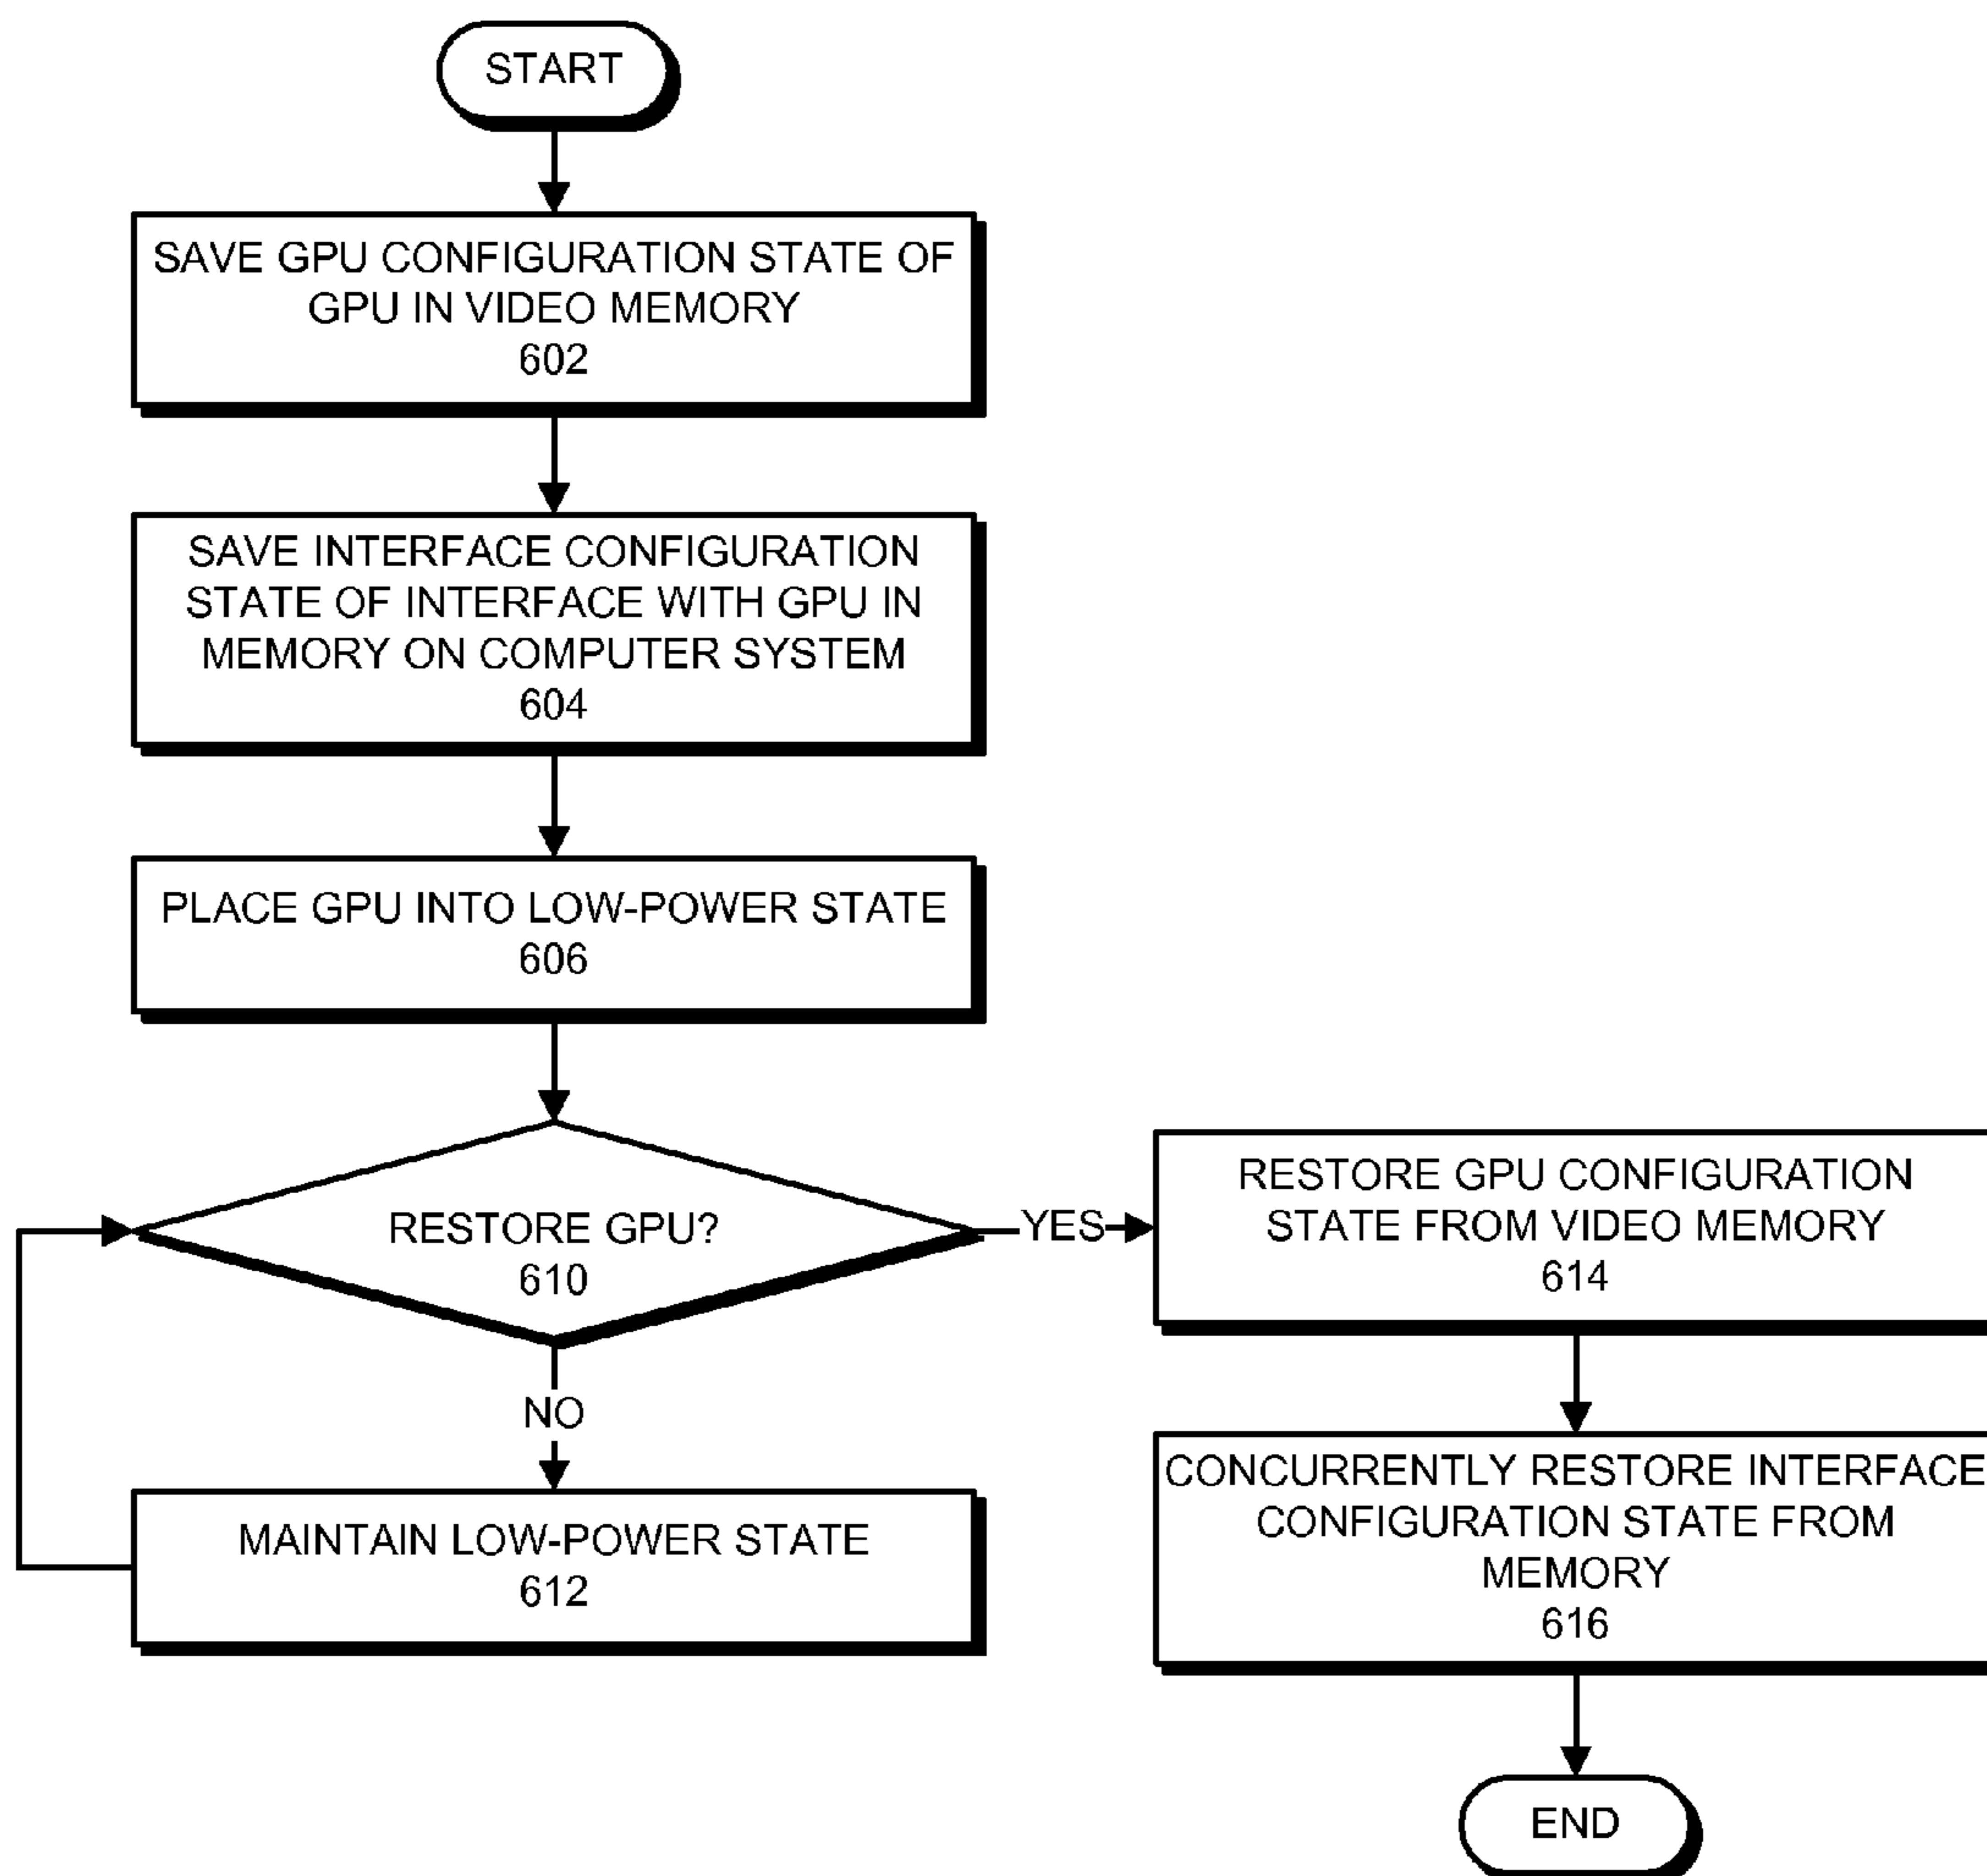 START
SAVE GPU CONFIGURATION STATE OF
GPU IN VIDEO MEMORY
602
SAVE INTERFACE CONFIGURATION
STATE OF INTERFACE WITH GPU IN
MEMORY ON COMPUTER SYSTEM
604
PLACE GPU INTO LOW-POWER STATE
606
RESTORE GPU?
610
YES
NO
MAINTAIN LOW-POWER STATE
612
RESTORE GPU CONFIGURATION
STATE FROM VIDEO MEMORY
614
CONCURRENTLY RESTORE INTERFACE
CONFIGURATION STATE FROM
MEMORY
616
END